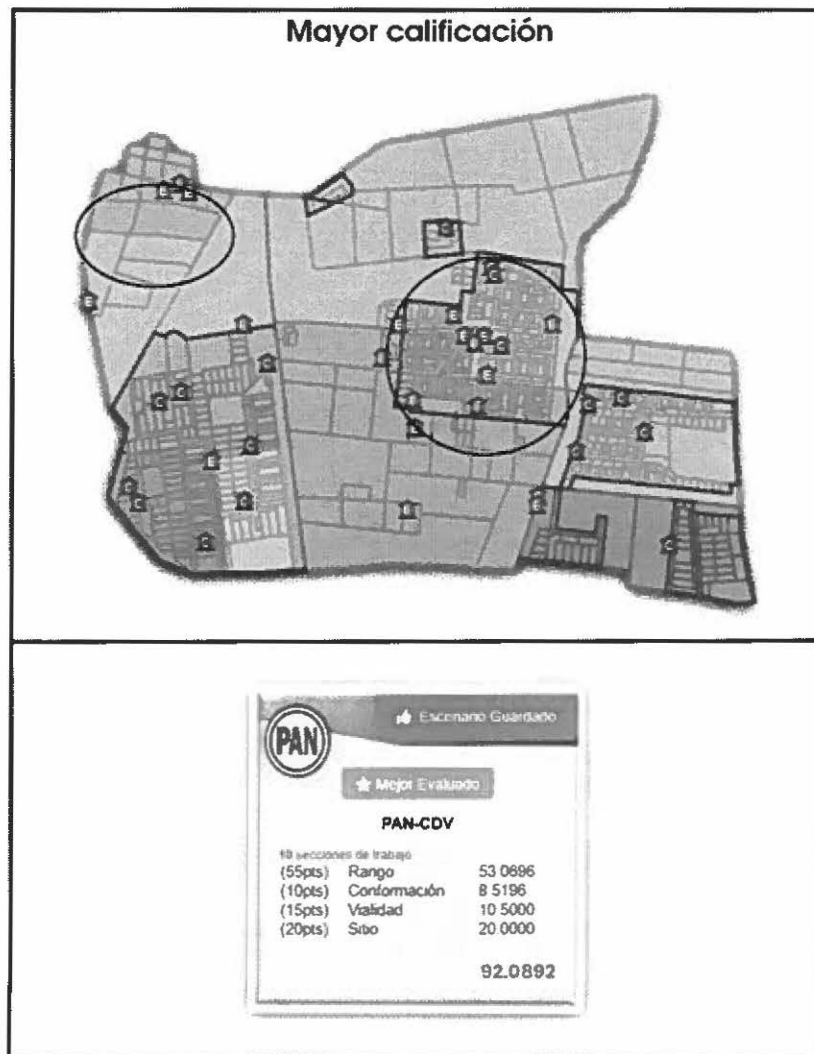 Mayor calificación
Escenario Guardado
PAN
Mejor Evaluado
PAN-CDV
10 secciones de trabajo
(55pts) Rango 53.0696
(10pts) Conformación 8.5196
(15pts) Vialidad 10.5000
(20pts) Sitio 20.0000
92.0892